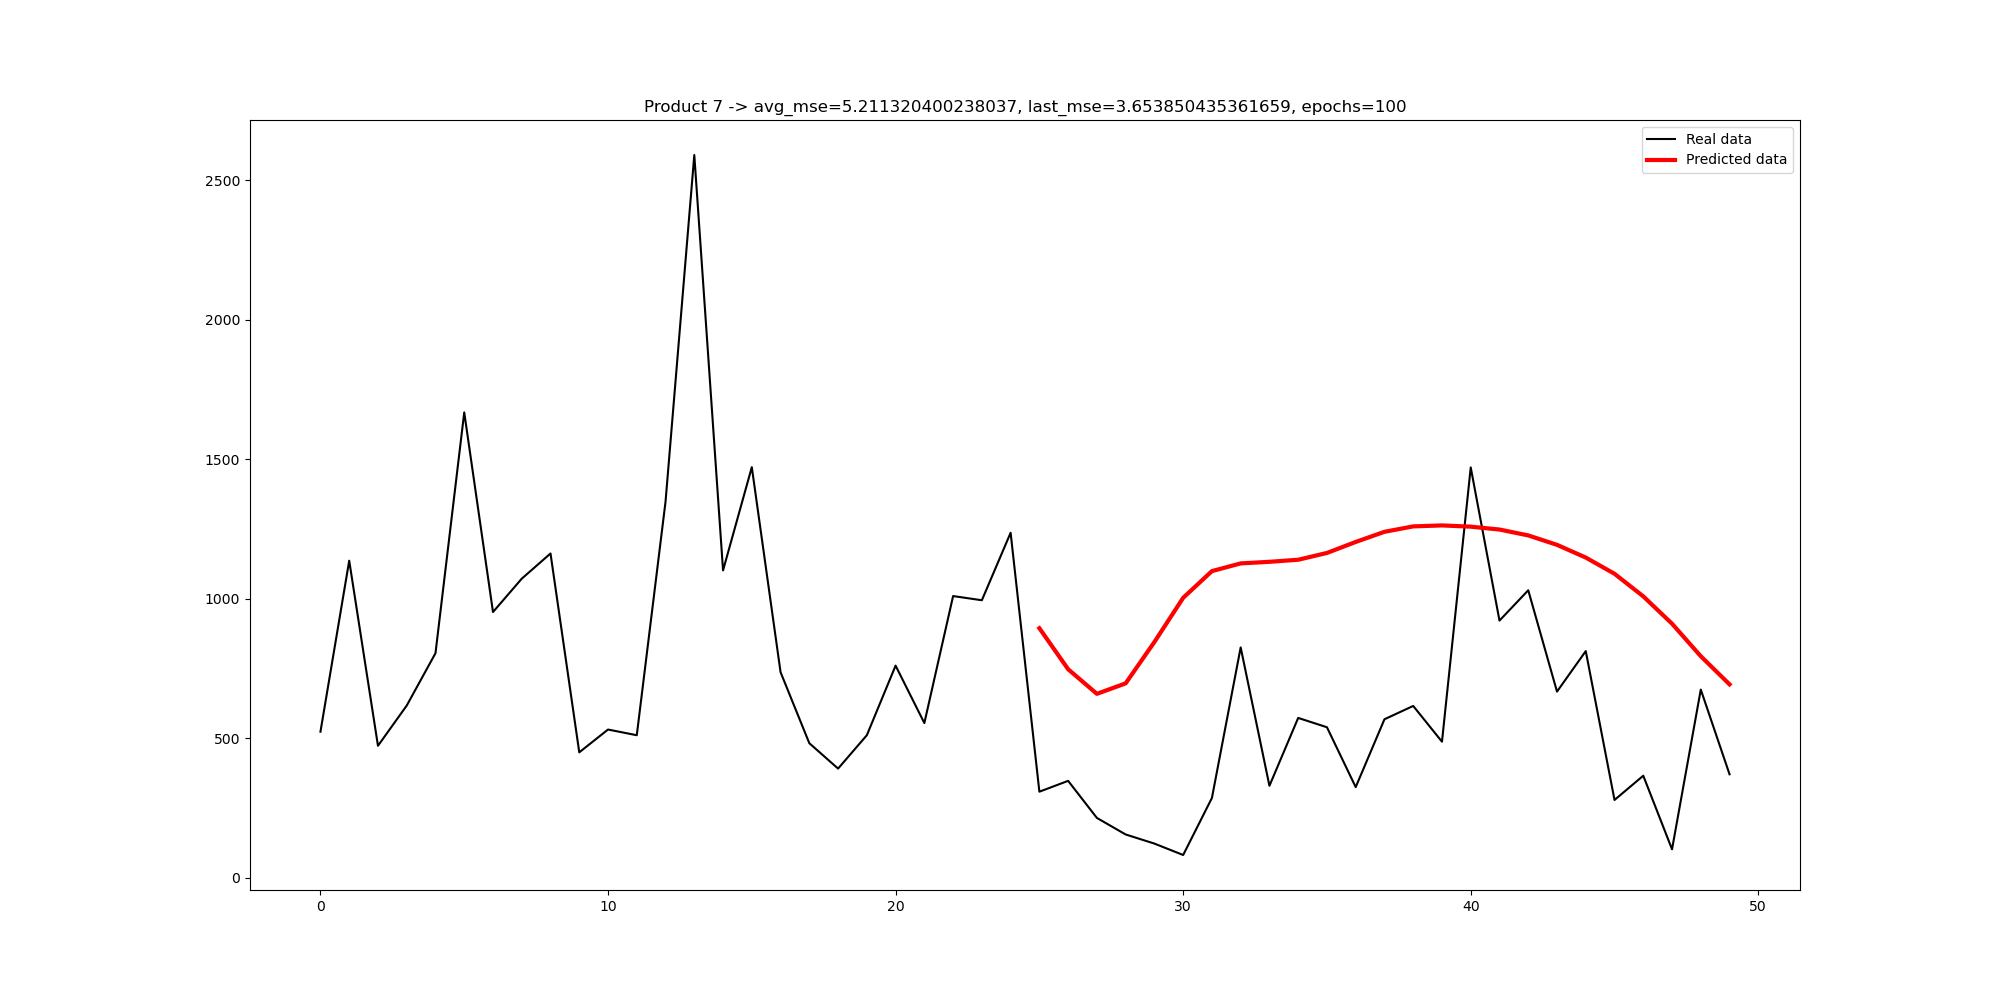 Product 7 -> avg_mse=5.211320400238037, last_mse=3.653850435361659, epochs=100
Real data
Predicted data
2500
2000
1500
1000
500
0
0 10 20 30 40 50